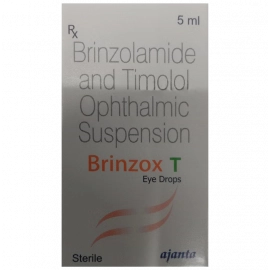 5 ml
Rx
Brinzolamide
and Timolol
Ophthalmic
Suspension
Brinzox T
Eye Drops
Sterile
ajanta